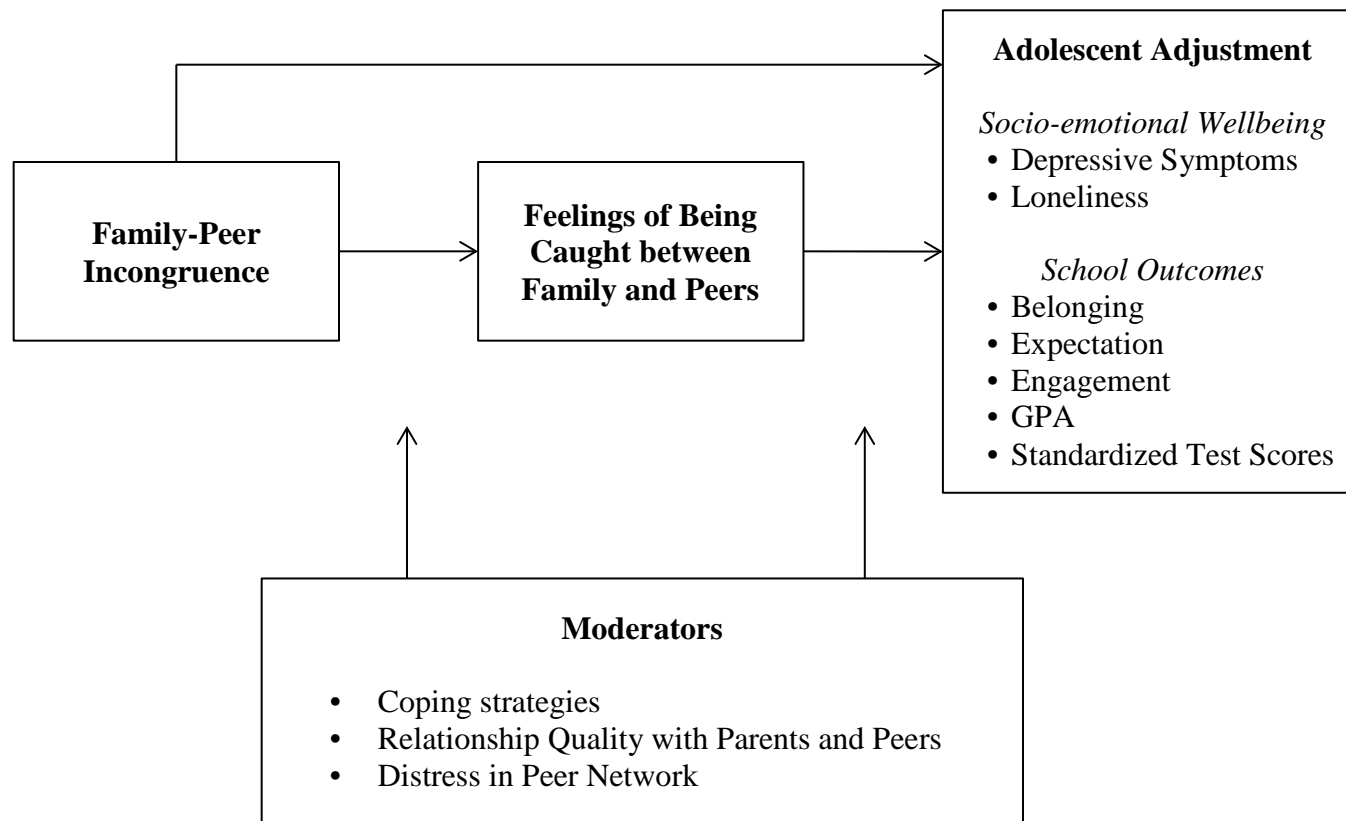 Family-Peer
Incongruence
Feelings of Being
Caught between
Family and Peers
Adolescent Adjustment
Socio-emotional Wellbeing
• Depressive Symptoms
• Loneliness
School Outcomes
• Belonging
• Expectation
• Engagement
• GPA
• Standardized Test Scores
Moderators
• Coping strategies
• Relationship Quality with Parents and Peers
• Distress in Peer Network